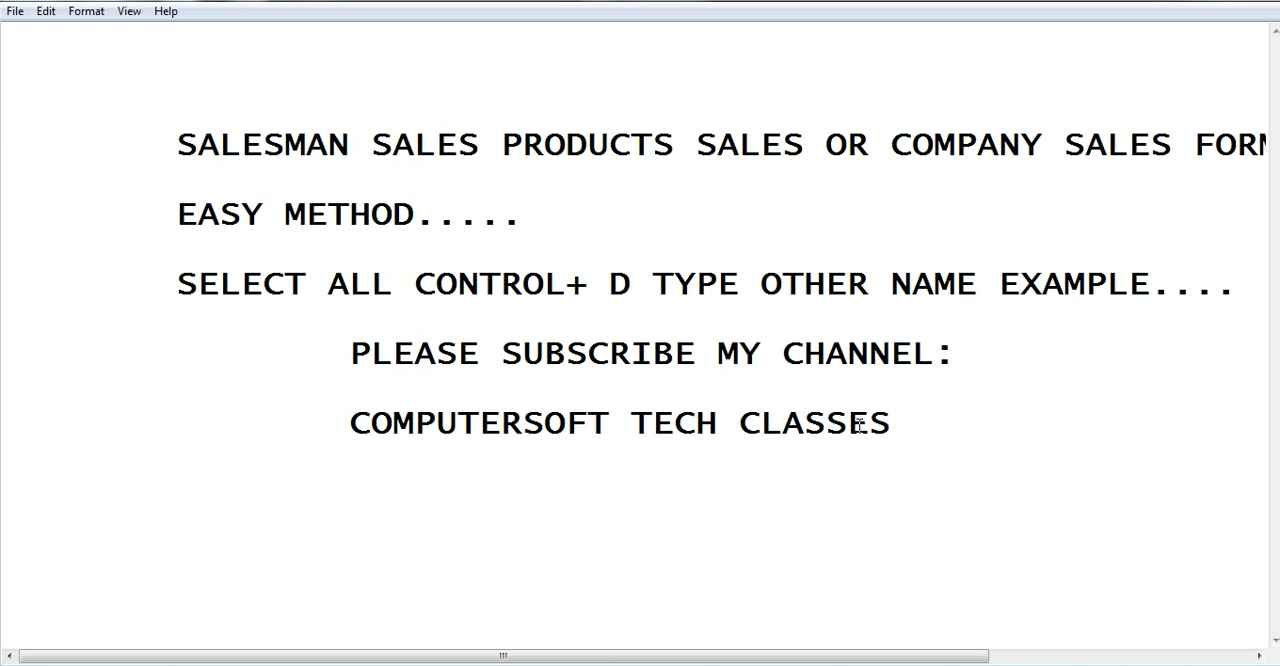 File Edit Format View Help
SALESMAN SALES PRODUCTS SALES OR COMPANY SALES
EASY METHOD.....
SELECT ALL CONTROL+ D TYPE OTHER NAME EXAMPLE....
PLEASE SUBSCRIBE MY CHANNEL:
COMPUTERSOFT TECH CLASSES